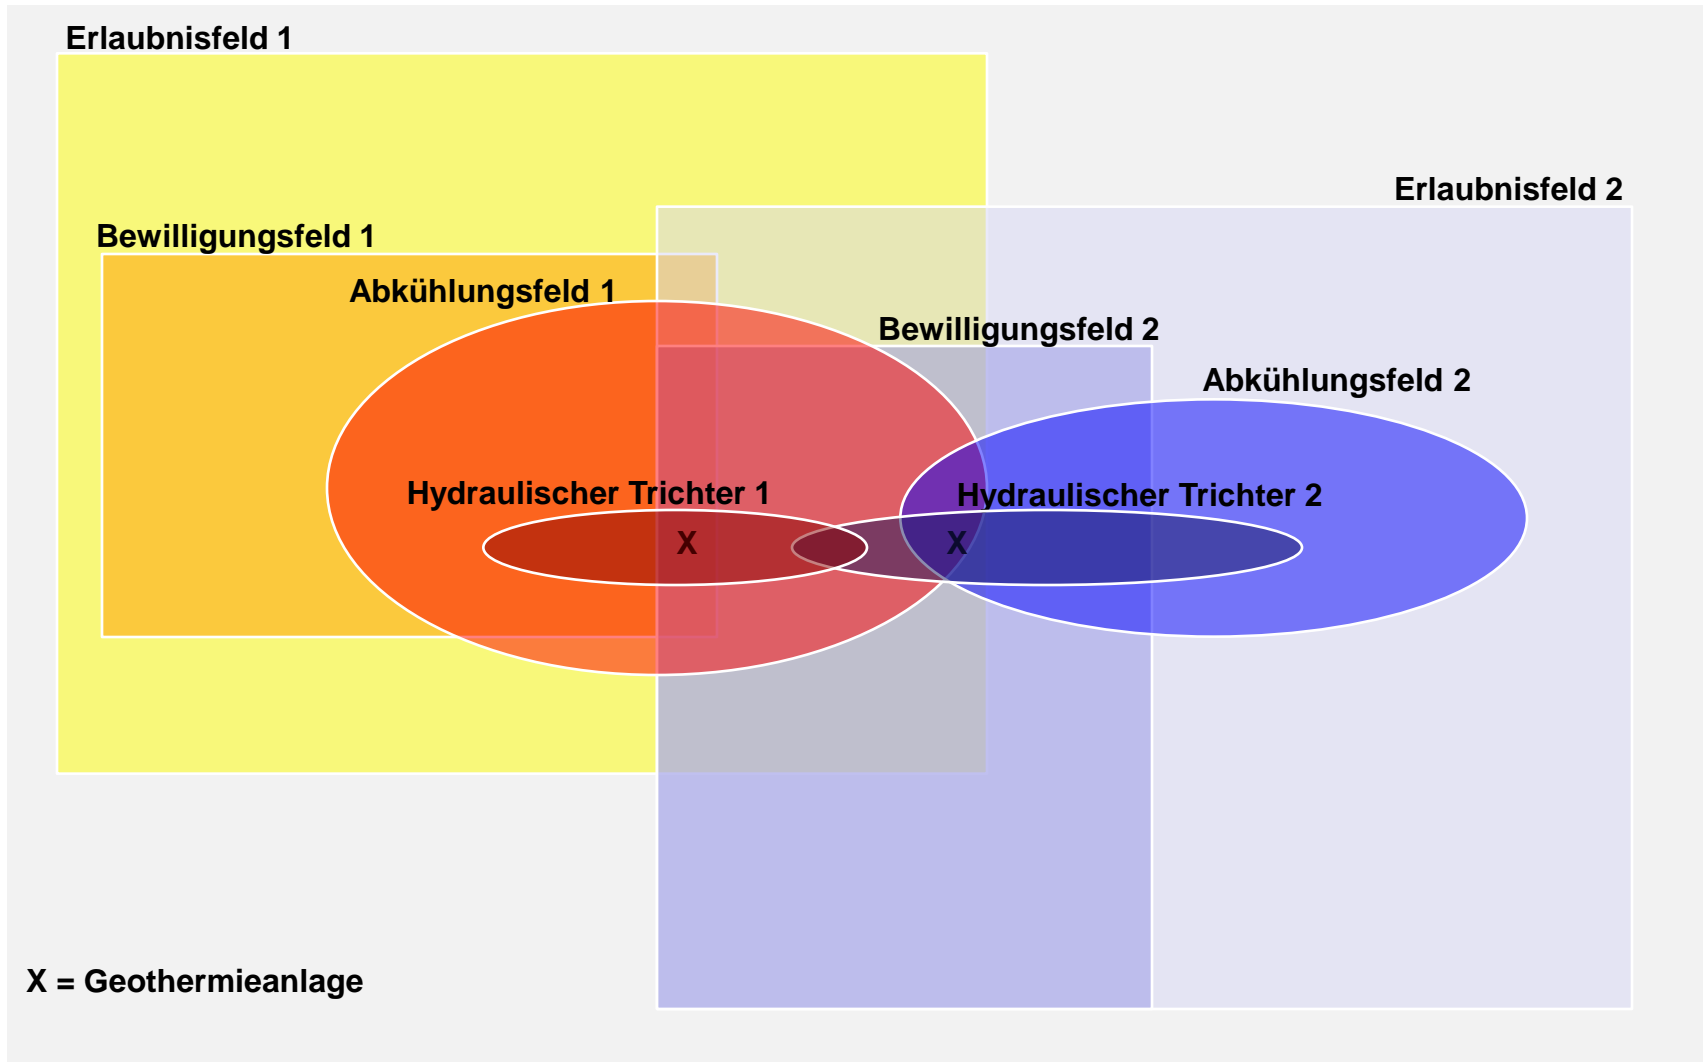 Erlaubnisfeld 1
Erlaubnisfeld 2
Bewilligungsfeld 1
Abkühlungsfeld 1
Bewilligungsfeld 2
Abkühlungsfeld 2
Hydraulischer Trichter 1
Hydraulischer Trichter 2
X
X
X = Geothermieanlage